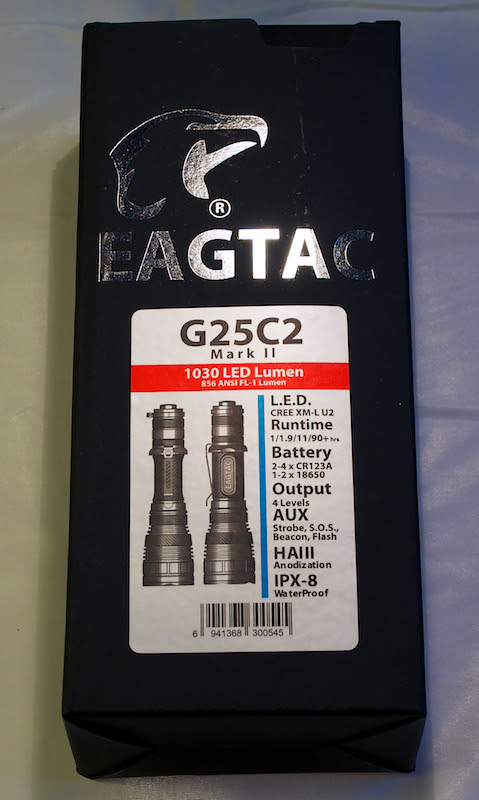 ®
EAGTAC
G25C2
Mark II
1030 LED Lumen
856 ANSI FL-1 Lumen
L.E.D.
CREE XM-L U2
Runtime
1/1.9/11/90+ hrs
Battery
2-4 x CR123A
1-2 x 18650
Output
4 Levels
AUX
Strobe, S.O.S.,
Beacon, Flash
HAIII
Anodization
IPX-8
WaterProof
EAGTAC
6 941368 300545